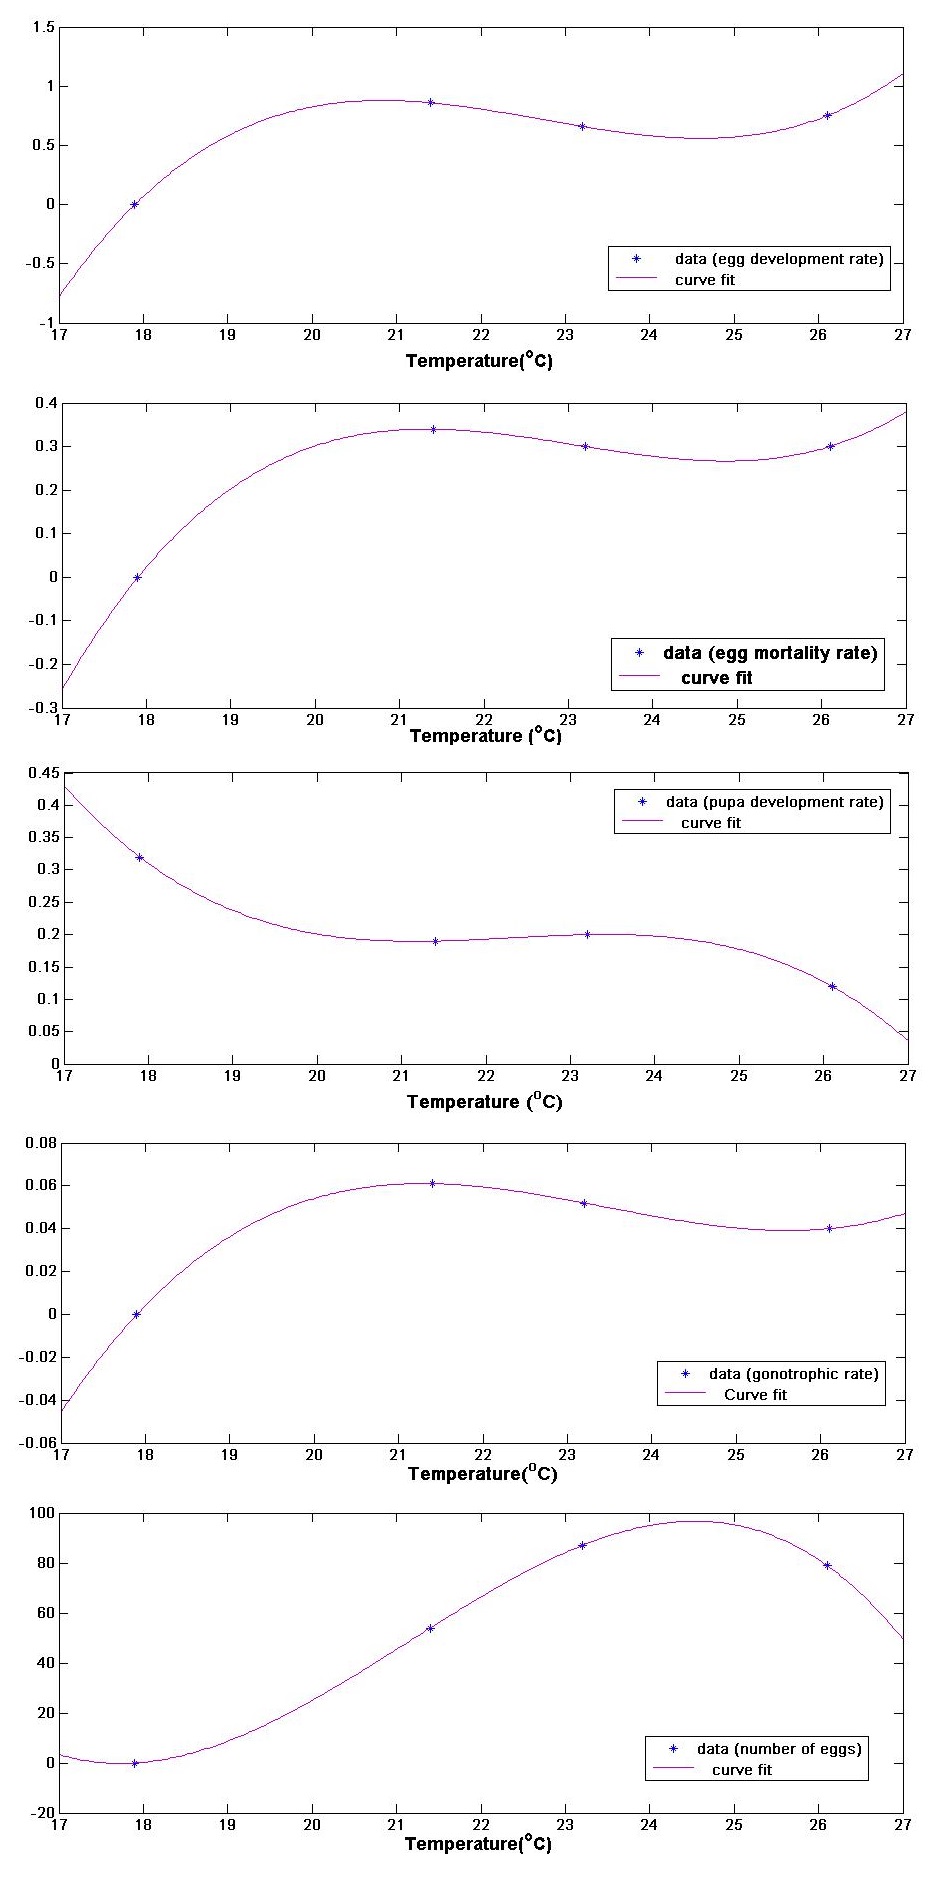 1.5
1
0.5
0
-0.5
-1
data (egg development rate)
curve fit
17 18 19 20 21 22 23 24 25 26 27
Temperature(oC)
0.4
0.3
0.2
0.1
0
-0.1
-0.2
-0.3
data (egg mortality rate)
curve fit
17 18 19 20 21 22 23 24 25 26 27
Temperature (oC)
0.45
0.4
0.35
0.3
0.25
0.2
0.15
0.1
0.05
0
data (pupa development rate)
curve fit
17 18 19 20 21 22 23 24 25 26 27
Temperature (oC)
0.08
0.06
0.04
0.02
0
-0.02
-0.04
-0.06
data (gonotrophic rate)
Curve fit
17 18 19 20 21 22 23 24 25 26 27
Temperature(oC)
100
80
60
40
20
0
-20
data (number of eggs)
curve fit
17 18 19 20 21 22 23 24 25 26 27
Temperature(oC)